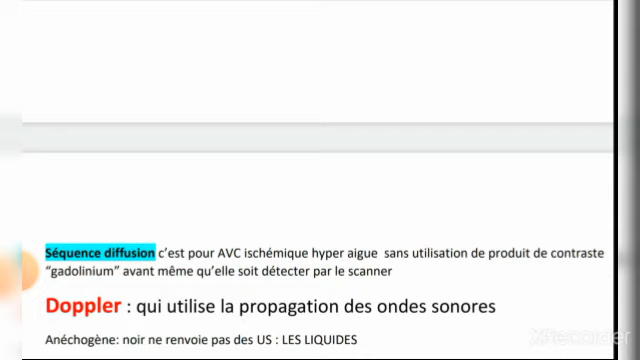 Séquence diffusion c'est pour AVC ischémique hyper aigue sans utilisation de produit de contraste
"gadolinium" avant même qu'elle soit détecter par le scanner
Doppler : qui utilise la propagation des ondes sonores
Anéchogène: noir ne renvoie pas des US : LES LIQUIDES
XRecorder